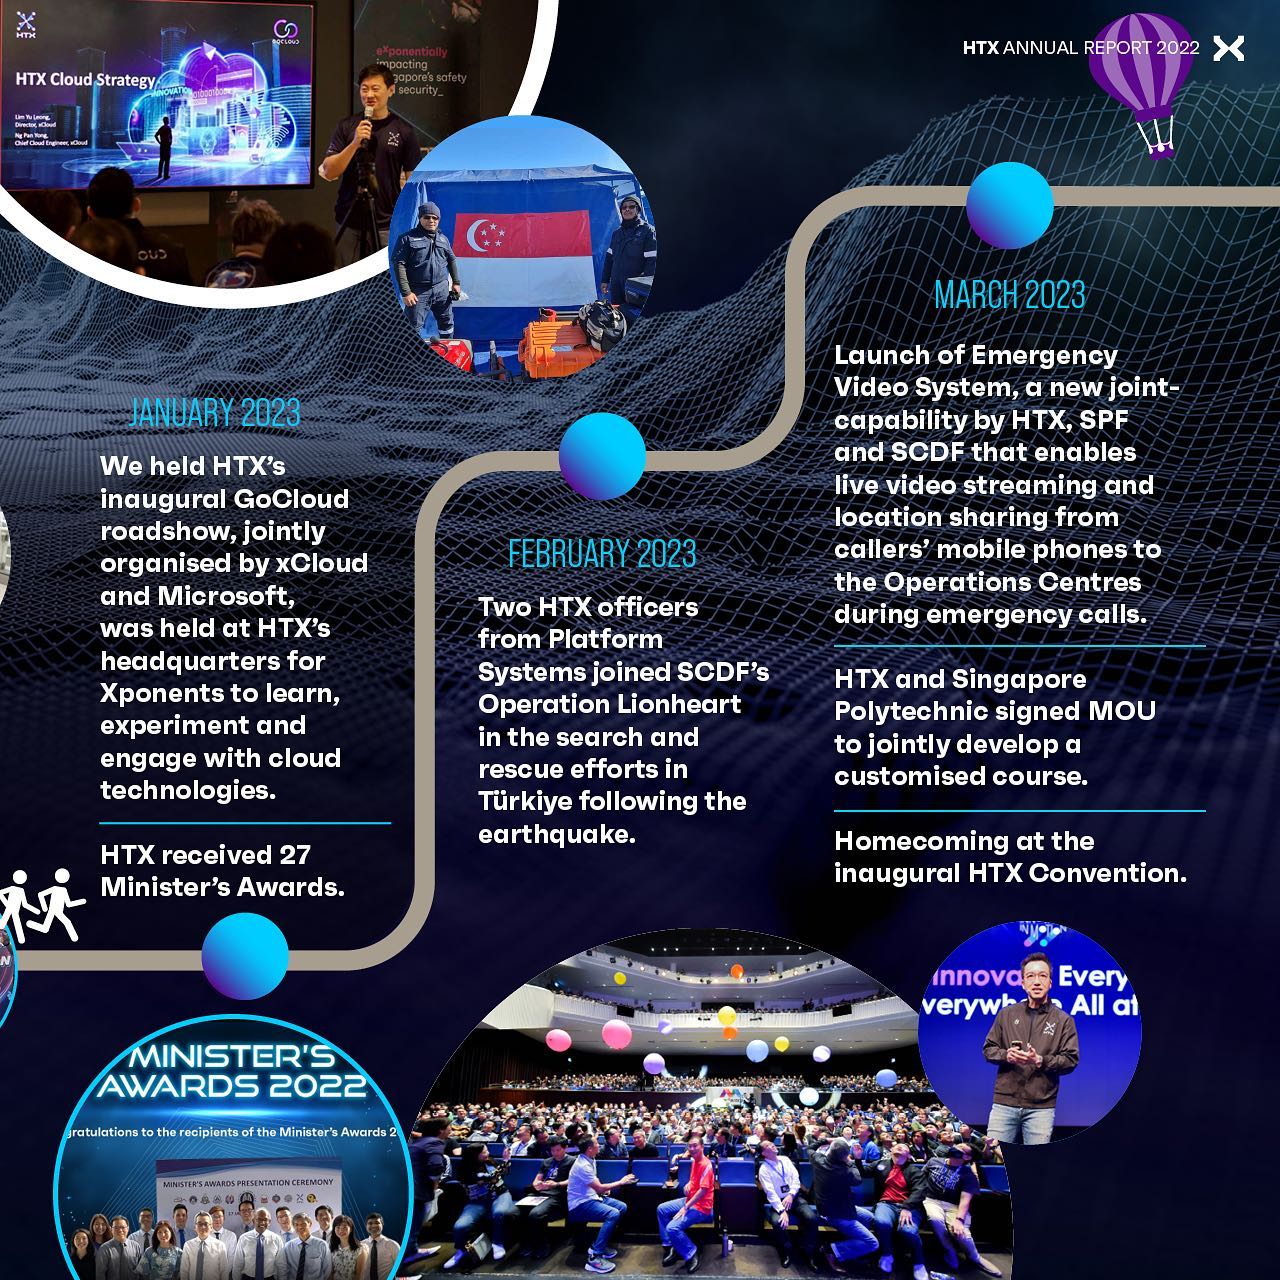 HTX
GOCLOUD
HTX Cloud Strategy
INNOVATION
Lim Yu Leong,
Director, xCloud
Ng Pan Yong,
Chief Cloud Engineer, xCloud
exponentially
impacting
gapore's safety
d security_
HTX ANNUAL REPORT 2022
JANUARY 2023
We held HTX's
inaugural GoCloud
roadshow, jointly
organised by xCloud
and Microsoft,
was held at HTX's
headquarters for
Xponents to learn,
experiment and
engage with cloud
technologies.
HTX received 27
Minister's Awards.
FEBRUARY 2023
Two HTX officers
from Platform
Systems joined SCDF's
Operation Lionheart
in the search and
rescue efforts in
Türkiye following the
earthquake.
MARCH 2023
Launch of Emergency
Video System, a new joint-
capability by HTX, SPF
and SCDF that enables
live video streaming and
location sharing from
callers' mobile phones to
the Operations Centres
during emergency calls.
HTX and Singapore
Polytechnic signed MOU
to jointly develop a
customised course.
Homecoming at the
inaugural HTX Convention.
MINISTER'S
AWARDS 2022
gratulations to the recipients of the Minister's Awards 2
MINISTER'S AWARDS PRESENTATION CEREMONY
Innova Every
verywh All at